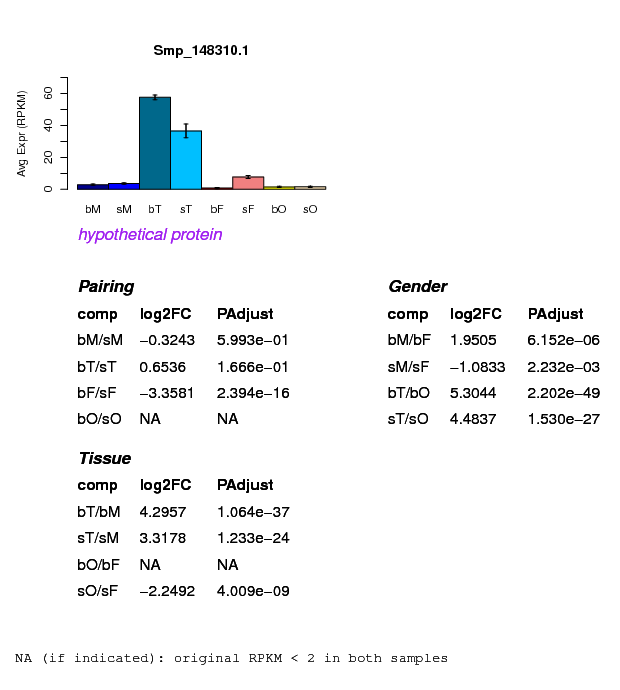 Smp_148310.1
Avg Expr (RPKM)
60
40
20
0
bM sM bT sT bF sF bO sO
hypothetical protein
Pairing
comp log2FC PAdjust
bM/sM −0.3243 5.993e−01
bT/sT 0.6536 1.666e−01
bF/sF −3.3581 2.394e−16
bO/sO NA NA
Gender
comp log2FC PAdjust
bM/bF 1.9505 6.152e−06
sM/sF −1.0833 2.232e−03
bT/bO 5.3044 2.202e−49
sT/sO 4.4837 1.530e−27
Tissue
comp log2FC PAdjust
bT/bM 4.2957 1.064e−37
sT/sM 3.3178 1.233e−24
bO/bF NA NA
sO/sF −2.2492 4.009e−09
NA (if indicated): original RPKM < 2 in both samples